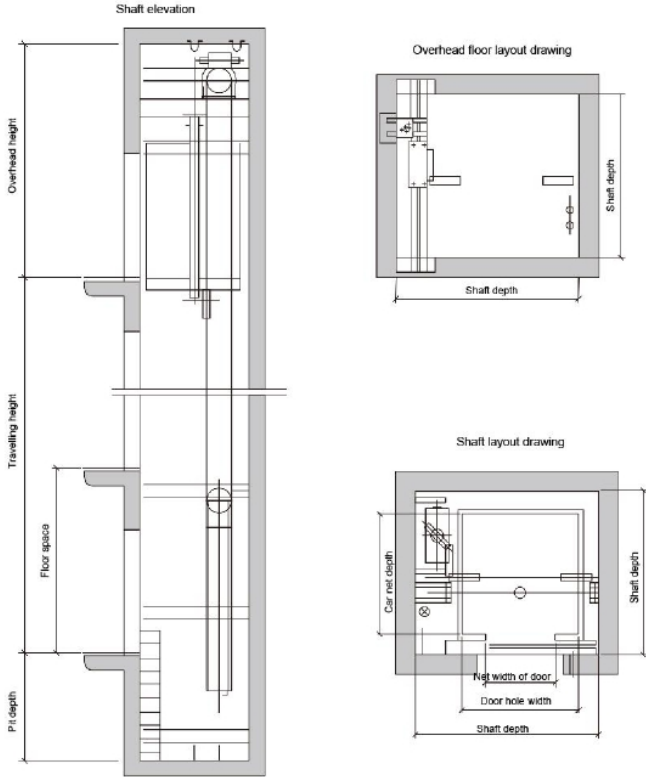 Shaft elevation
Overhead height
Travelling height
Floor space
Pit depth
Overhead floor layout drawing
Shaft depth
Shaft depth
Shaft layout drawing
Car net depth
Shaft depth
Net width of door
Door hole width
Shaft depth